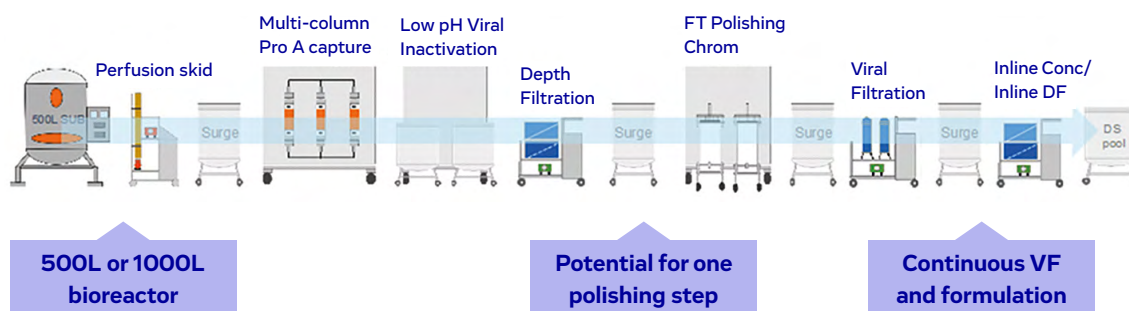 Multi-column
Pro A capture
Low pH Viral
Inactivation
FT Polishing
Chrom
Perfusion skid
Depth
Filtration
Viral
Filtration
Inline Conc/
Inline DF
500L SUB
Surge
Surge
Surge
Surge
DS
pool
500L or 1000L
bioreactor
Potential for one
polishing step
Continuous VF
and formulation